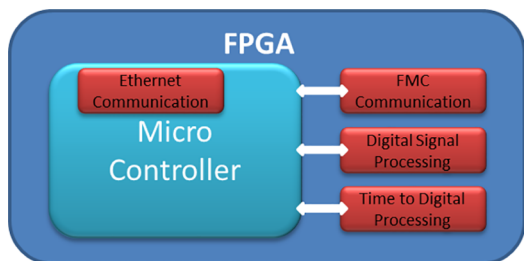 FPGA
Ethernet
Communication
Micro
Controller
FMC
Communication
Digital Signal
Processing
Time to Digital
Processing